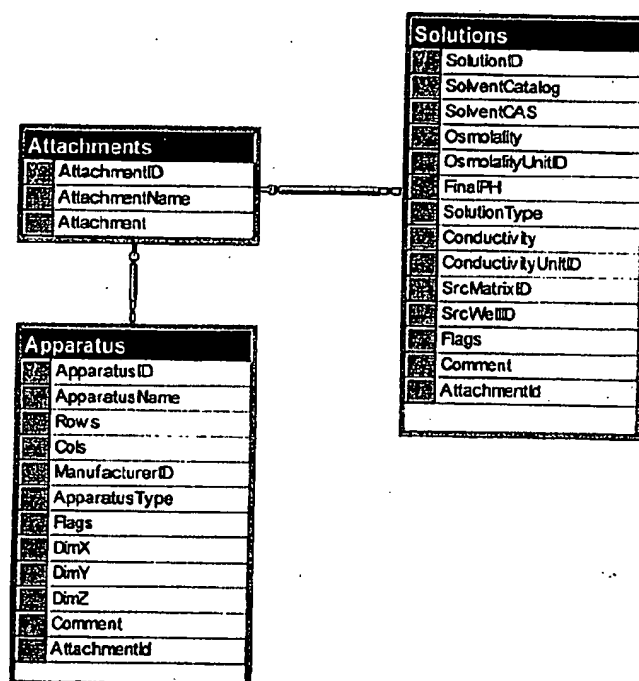 Attachments
AttachmentID
AttachmentName
Attachment
Solutions
SolutionID
SolventCatalog
SolventCAS
Osmolality
OsmolalityUnitID
FinalPH
SolutionType
Conductivity
ConductivityUnitID
SrcMatrixID
SrcWellID
Flags
Comment
AttachmentId
Apparatus
ApparatusID
ApparatusName
Rows
Cols
ManufacturerID
ApparatusType
Flags
DimX
DimY
DimZ
Comment
AttachmentId